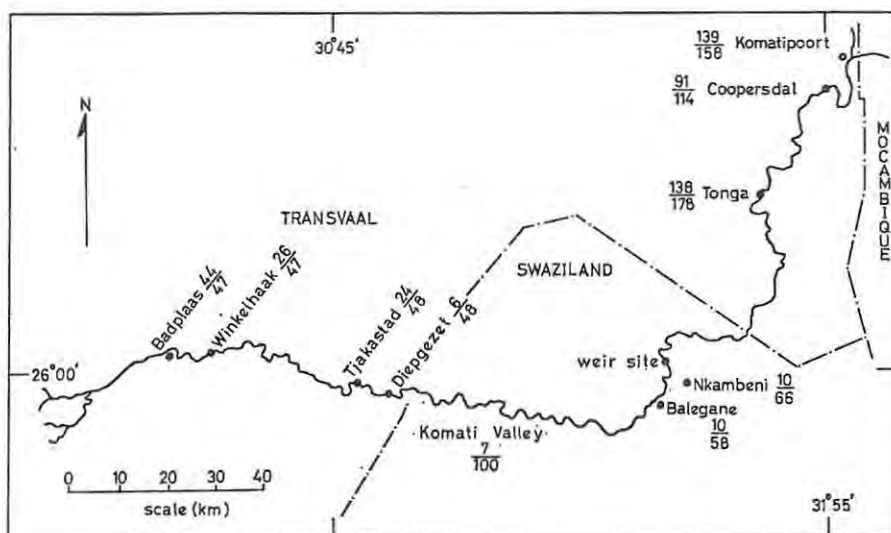 30°45'
139
158 Komatipoort
91
114 Coopersdal
N
MOCAMBIQUE
138
178 Tonga
TRANSVAAL
SWAZILAND
Badplaas 44
47
Winkelhaak 26
47
Tjakastad 24
48
Diepgezet 6
48
26°00'
weir site
Nkambeni 10
66
Balegane
10
58
Komati Valley
7
100
0 10 20 30 40
scale (km)
31°55'